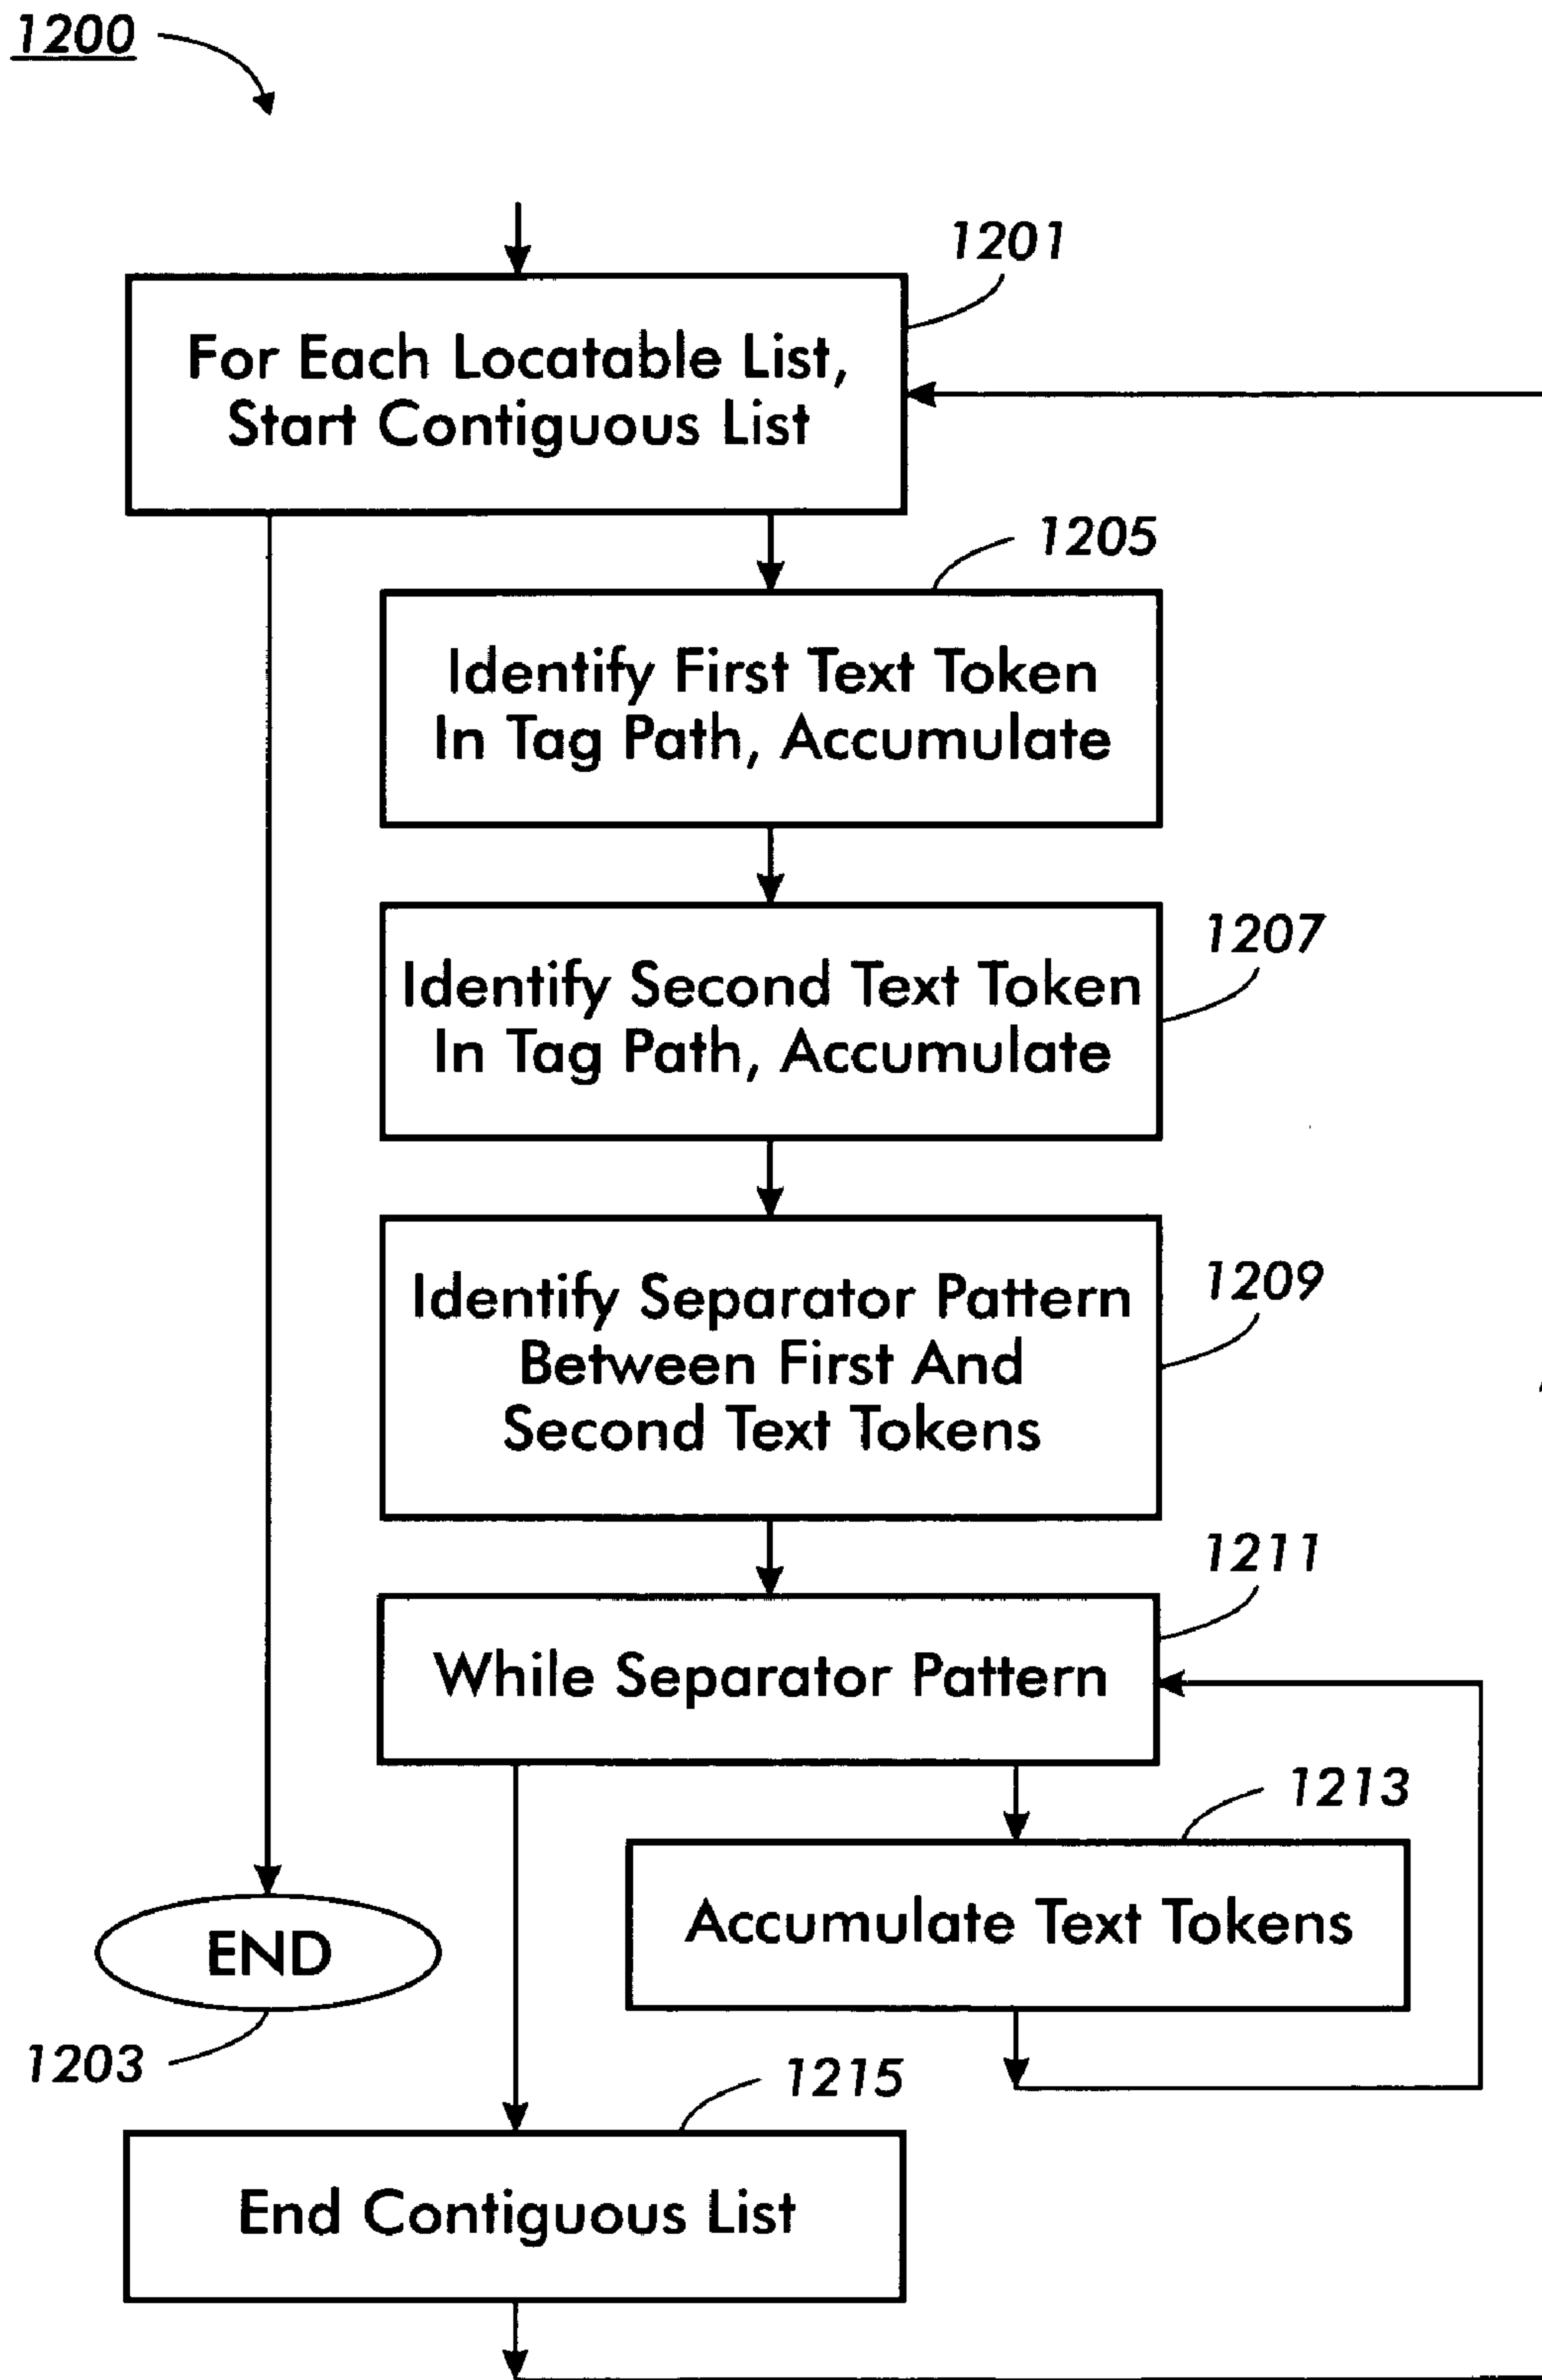 1200
1201
For Each Locatable List,
Start Contiguous List
1205
Identify First Text Token
In Tag Path, Accumulate
1207
Identify Second Text Token
In Tag Path, Accumulate
1209
Identify Separator Pattern
Between First And
Second Text Tokens
1211
While Separator Pattern
1213
Accumulate Text Tokens
END
1203
1215
End Contiguous List